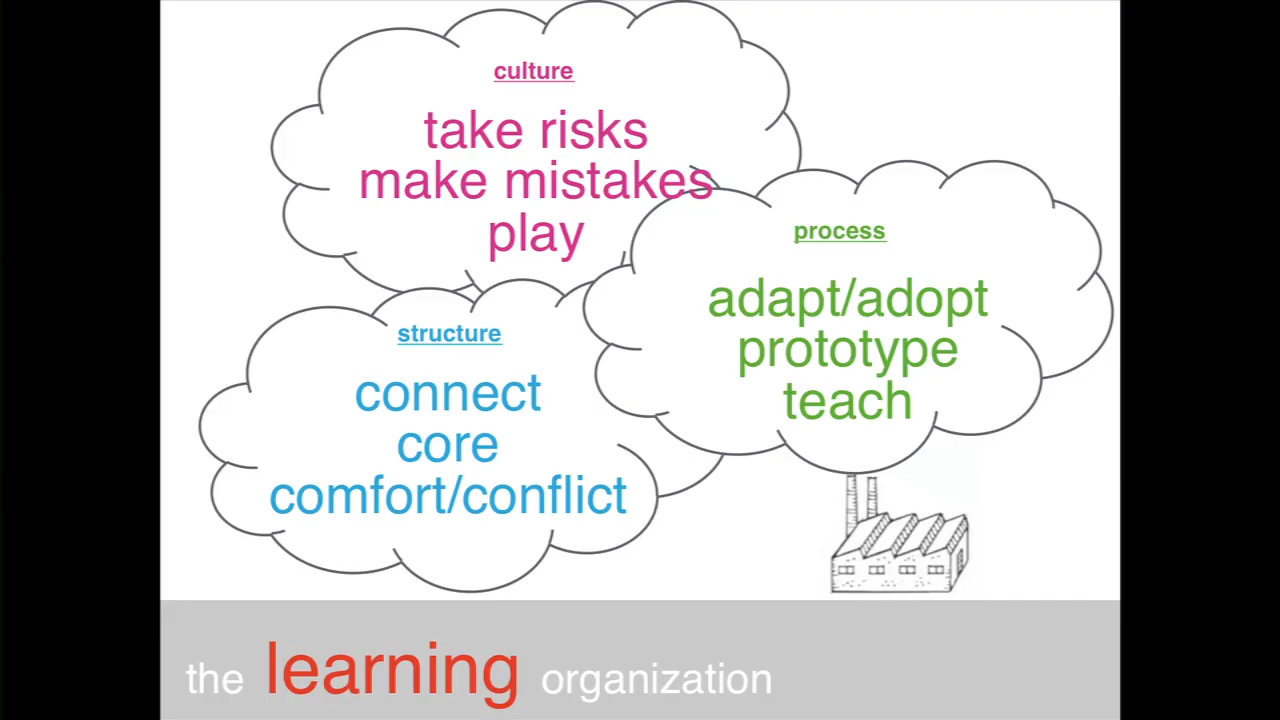 culture
take risks
make mistakes
play
process
adapt/adopt
prototype
teach
structure
connect
core
comfort/conflict
the learning organization